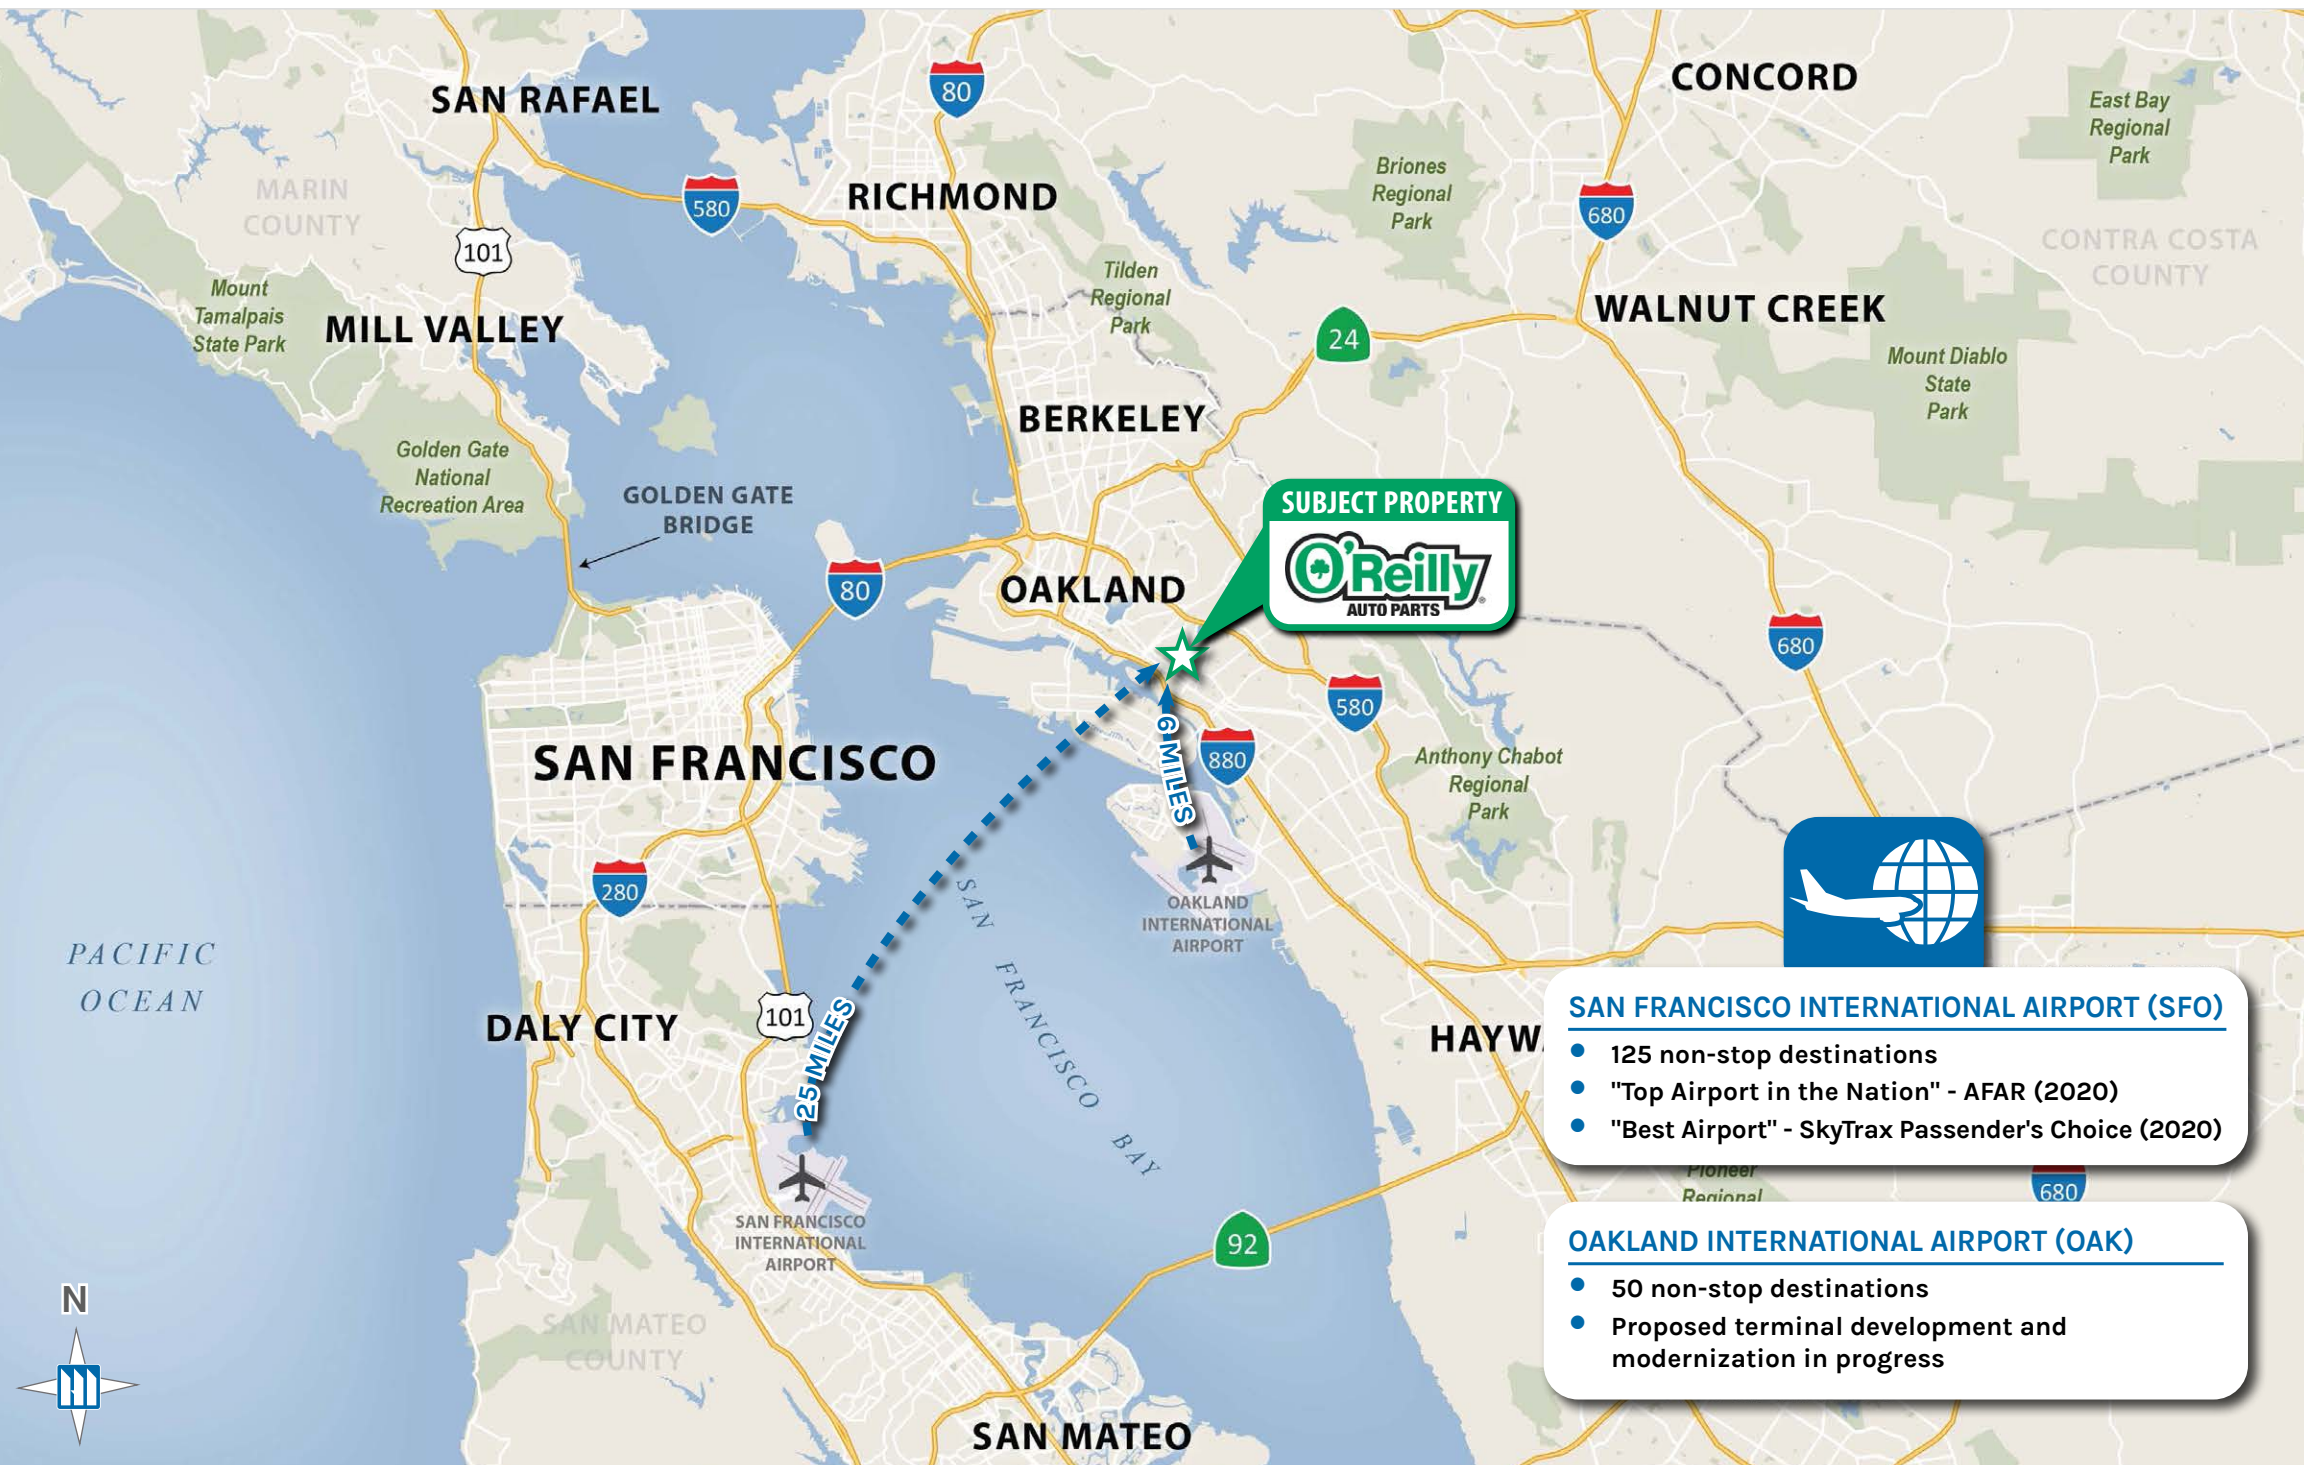 CONCORD
80
SAN RAFAEL
East Bay
Regional
Park
Briones
Regional
Park
MARIN
COUNTY
580
RICHMOND
680
101
CONTRA COSTA
COUNTY
Tilden
Regional
Park
Mount
Tamalpais
State Park
MILL VALLEY
WALNUT CREEK
24
Mount Diablo
State
Park
BERKELEY
Golden Gate
National
Recreation Area
GOLDEN GATE
BRIDGE
SUBJECT PROPERTY
O'Reilly
AUTO PARTS
80
OAKLAND
680
580
6 MILES
880
SAN FRANCISCO
Anthony Chabot
Regional
Park
280
OAKLAND
INTERNATIONAL
AIRPORT
SAN FRANCISCO BAY
PACIFIC
OCEAN
DALY CITY
101
25 MILES
HAYW
SAN FRANCISCO INTERNATIONAL AIRPORT (SFO)
• 125 non-stop destinations
• "Top Airport in the Nation" - AFAR (2020)
• "Best Airport" - SkyTrax Passender's Choice (2020)
Pioneer
Regional
680
SAN FRANCISCO
INTERNATIONAL
AIRPORT
92
OAKLAND INTERNATIONAL AIRPORT (OAK)
• 50 non-stop destinations
• Proposed terminal development and
modernization in progress
N
SAN MATEO
COUNTY
SAN MATEO